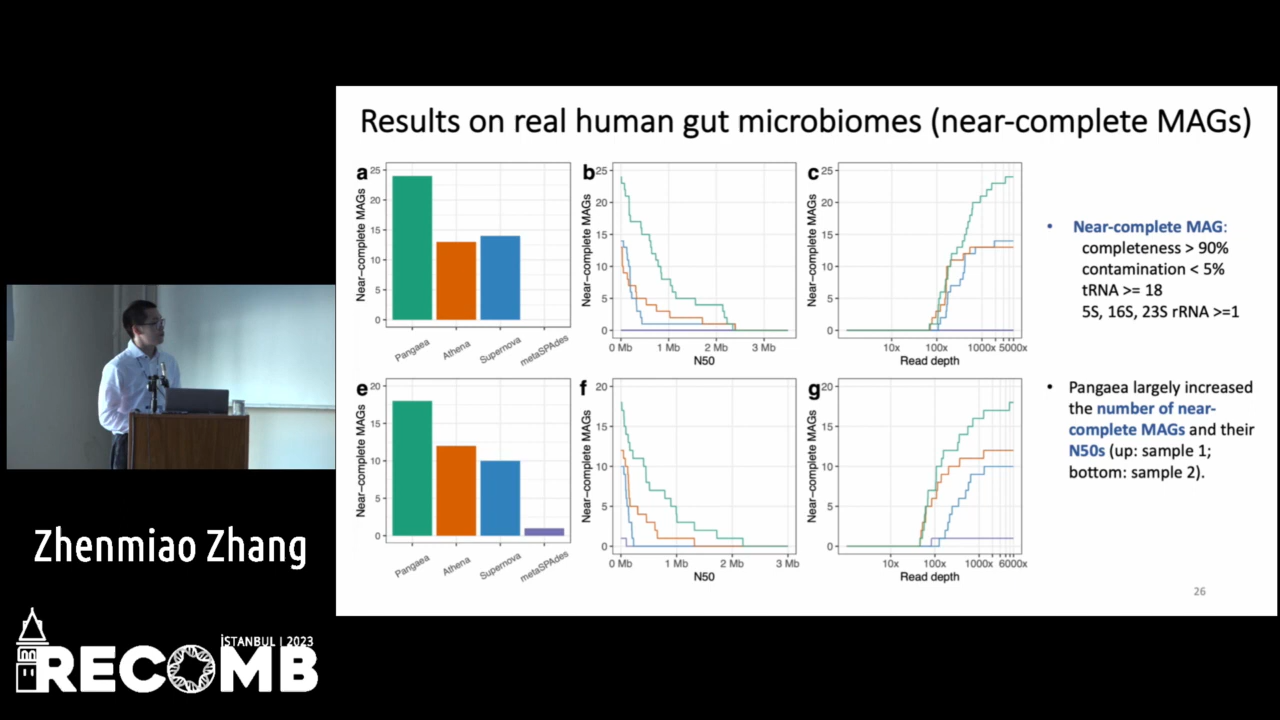 Results on real human gut microbiomes (near-complete MAGs)
a
25
20
15
10
5
0
Near−complete MAGs
Pangaea
Athena
Supernova
metaSPAdes
b
25
20
15
10
5
0
Near−complete MAGs
0 Mb 1 Mb 2 Mb 3 Mb
N50
c
25
20
15
10
5
0
Near−complete MAGs
10x 100x 1000x 5000x
Read depth
• Near-complete MAG:
completeness > 90%
contamination < 5%
tRNA >= 18
5S, 16S, 23S rRNA >=1
e
20
15
10
5
0
Near−complete MAGs
Pangaea
Athena
Supernova
metaSPAdes
f
20
15
10
5
0
Near−complete MAGs
0 Mb 1 Mb 2 Mb 3 Mb
N50
g
20
15
10
5
0
Near−complete MAGs
10x 100x 1000x 6000x
Read depth
• Pangaea largely increased
the number of near-
complete MAGs and their
N50s (up: sample 1;
bottom: sample 2).
26
Zhenmiao Zhang
İSTANBUL | 2023
RECOMB